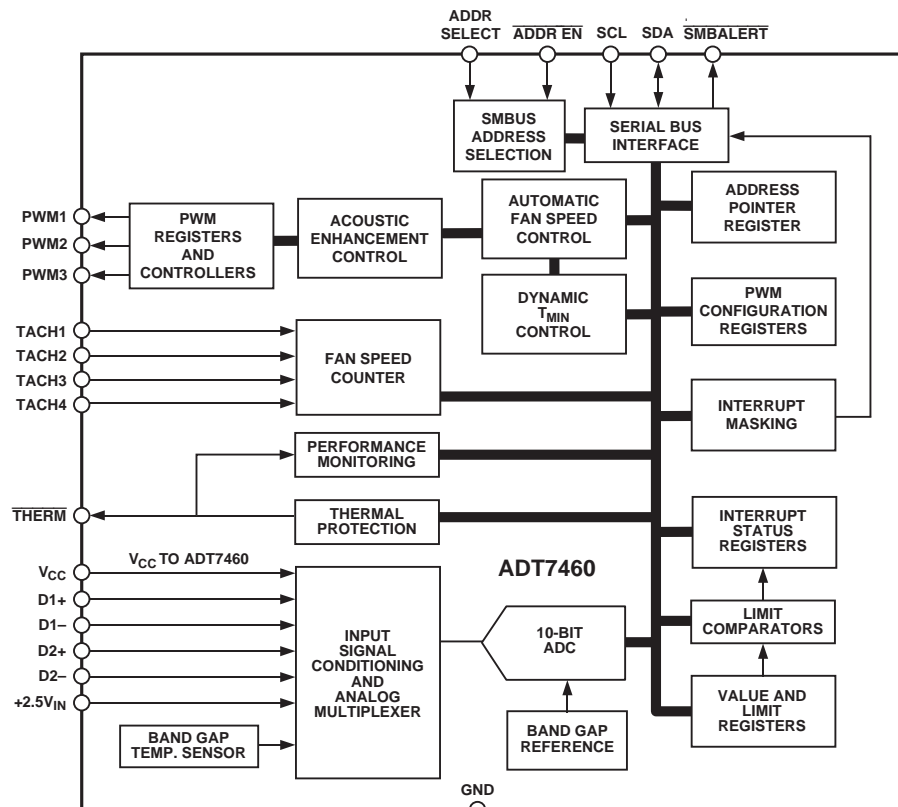 ADDR
SELECT
ADDR EN
SCL
SDA
SMBALERT
SMBUS
ADDRESS
SELECTION
SERIAL BUS
INTERFACE
PWM1
PWM2
PWM3
PWM
REGISTERS
AND
CONTROLLERS
ACOUSTIC
ENHANCEMENT
CONTROL
AUTOMATIC
FAN SPEED
CONTROL
ADDRESS
POINTER
REGISTER
DYNAMIC
TMIN
CONTROL
PWM
CONFIGURATION
REGISTERS
TACH1
TACH2
TACH3
TACH4
FAN SPEED
COUNTER
INTERRUPT
MASKING
PERFORMANCE
MONITORING
THERM
THERMAL
PROTECTION
INTERRUPT
STATUS
REGISTERS
VCC
D1+
D1–
D2+
D2–
+2.5VIN
VCC TO ADT7460
INPUT
SIGNAL
CONDITIONING
AND
ANALOG
MULTIPLEXER
ADT7460
10-BIT
ADC
LIMIT
COMPARATORS
VALUE AND
LIMIT
REGISTERS
BAND GAP
TEMP. SENSOR
BAND GAP
REFERENCE
GND